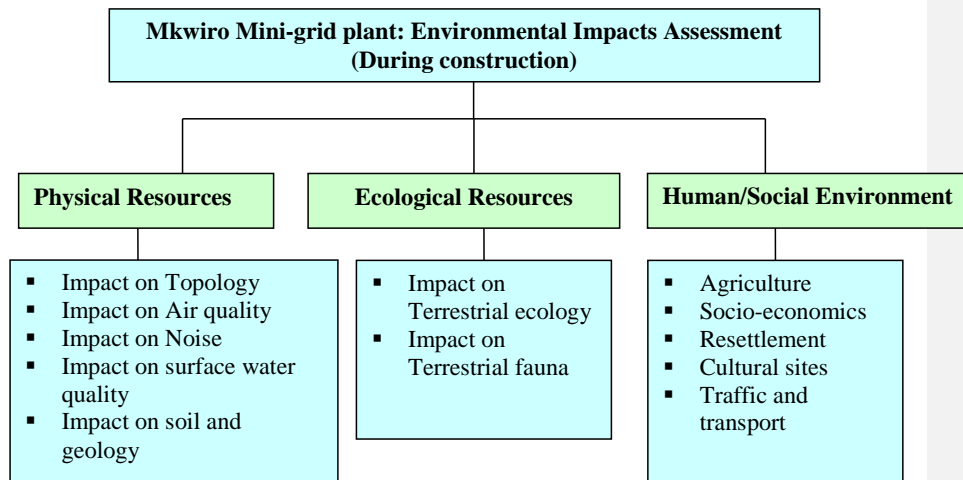 Mkwiro Mini-grid plant: Environmental Impacts Assessment
(During construction)
Physical Resources
Ecological Resources
Human/Social Environment
▪ Impact on Topology
▪ Impact on Air quality
▪ Impact on Noise
▪ Impact on surface water
quality
▪ Impact on soil and
geology
▪ Impact on
Terrestrial ecology
▪ Impact on
Terrestrial fauna
▪ Agriculture
▪ Socio-economics
▪ Resettlement
▪ Cultural sites
▪ Traffic and
transport